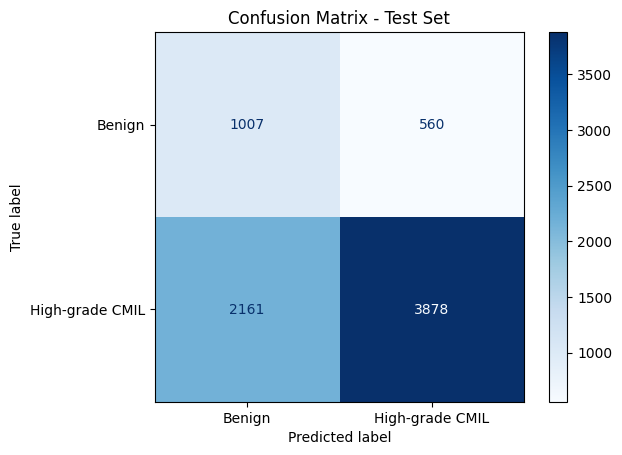 Confusion Matrix - Test Set
True label
Benign
High-grade CMIL
1007
560
2161
3878
Benign
High-grade CMIL
Predicted label
3500
3000
2500
2000
1500
1000